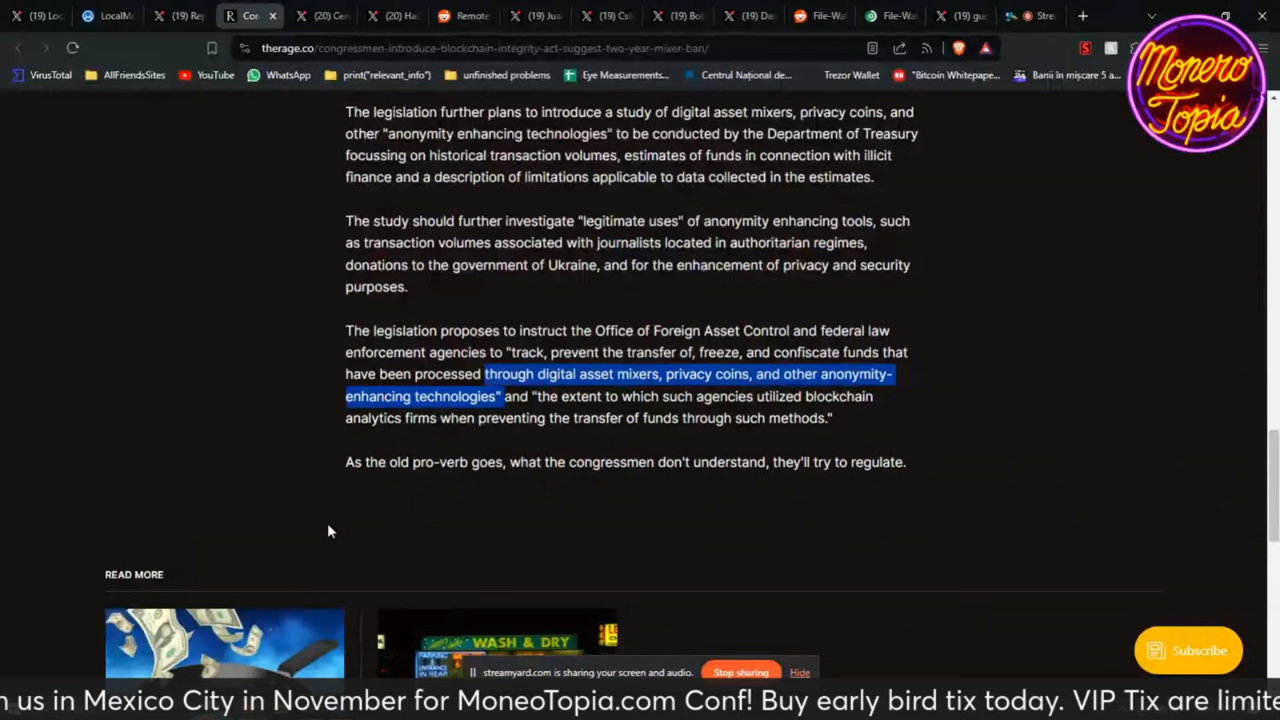 (19) Loc
LocalMo
(19) Rep
Con
(20) Cer
(20) Hal
Remote
(19) Jua
(19) Csi
(19) Bol
(19) Da
File-Wa
File-Wa
(19) gu
Stre
therage.co/congressmen-introduce-blockchain-integrity-act-suggest-two-year-mixer-ban/
VirusTotal
AllFriendsSites
YouTube
WhatsApp
print("relevant_info")
unfinished problems
Eye Measurements...
Centrul Național de...
Trezor Wallet
"Bitcoin Whitepape...
Banii în mișcare 5 a...
Monero
Topia
The legislation further plans to introduce a study of digital asset mixers, privacy coins, and
other "anonymity enhancing technologies" to be conducted by the Department of Treasury
focussing on historical transaction volumes, estimates of funds in connection with illicit
finance and a description of limitations applicable to data collected in the estimates.
The study should further investigate "legitimate uses" of anonymity enhancing tools, such
as transaction volumes associated with journalists located in authoritarian regimes,
donations to the government of Ukraine, and for the enhancement of privacy and security
purposes.
The legislation proposes to instruct the Office of Foreign Asset Control and federal law
enforcement agencies to "track, prevent the transfer of, freeze, and confiscate funds that
have been processed through digital asset mixers, privacy coins, and other anonymity-
enhancing technologies" and "the extent to which such agencies utilized blockchain
analytics firms when preventing the transfer of funds through such methods."
As the old pro-verb goes, what the congressmen don't understand, they'll try to regulate.
READ MORE
WASH & DRY
Subscribe
streamyard.com is sharing your screen and audio.
Stop sharing
Hide
n us in Mexico City in November for MoneoTopia.com Conf! Buy early bird tix today. VIP Tix are limite